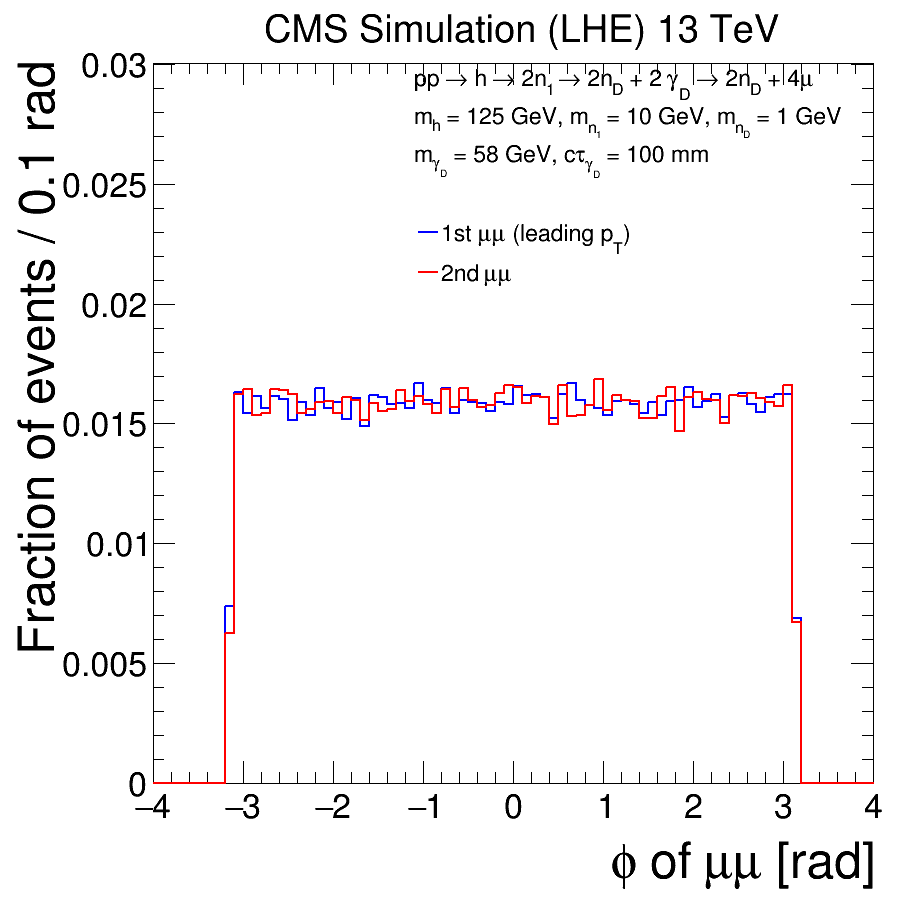 CMS Simulation (LHE) 13 TeV
pp → h → 2n1 → 2nD + 2 γD → 2nD + 4μ
mh = 125 GeV, mn1 = 10 GeV, mnD = 1 GeV
mγD = 58 GeV, cτγD = 100 mm
1st μμ (leading pT)
2nd μμ
Fraction of events / 0.1 rad
0.03
0.025
0.02
0.015
0.01
0.005
0
−4 −3 −2 −1 0 1 2 3 4
ϕ of μμ [rad]